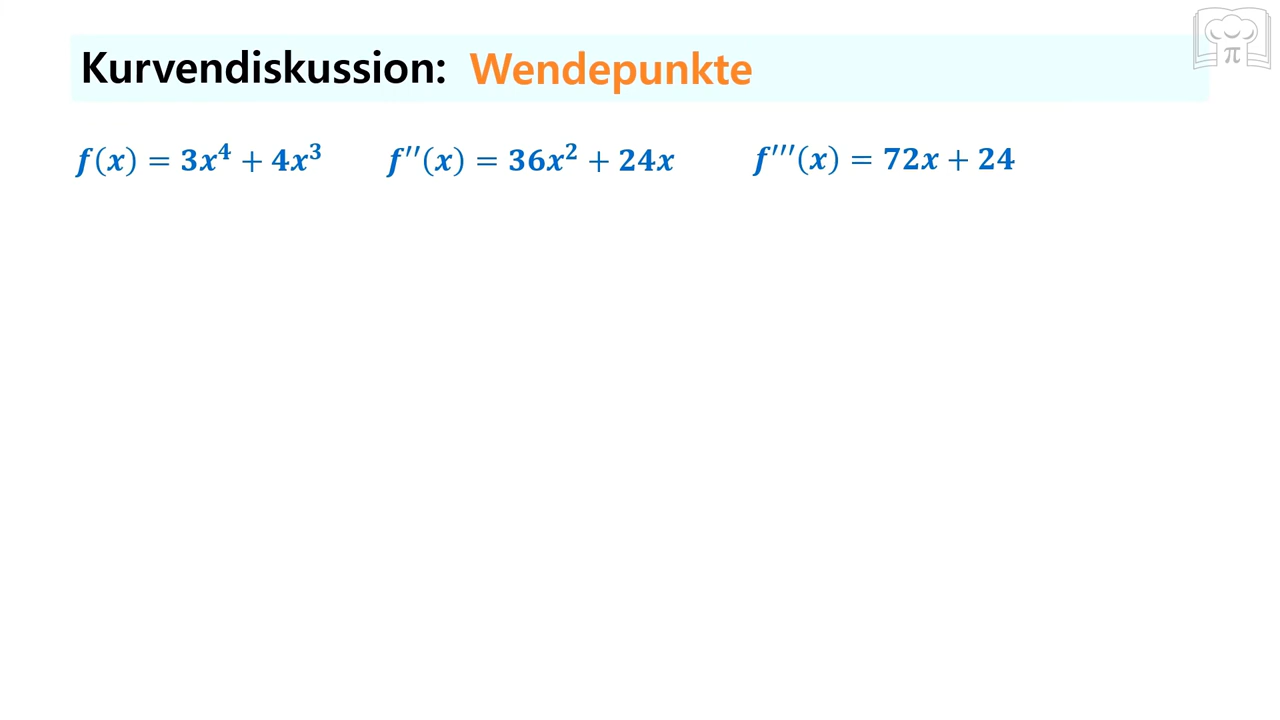 Kurvendiskussion: Wendepunkte
f(x) = 3x⁴ + 4x³ f′′(x) = 36x² + 24x f′′′(x) = 72x + 24
π